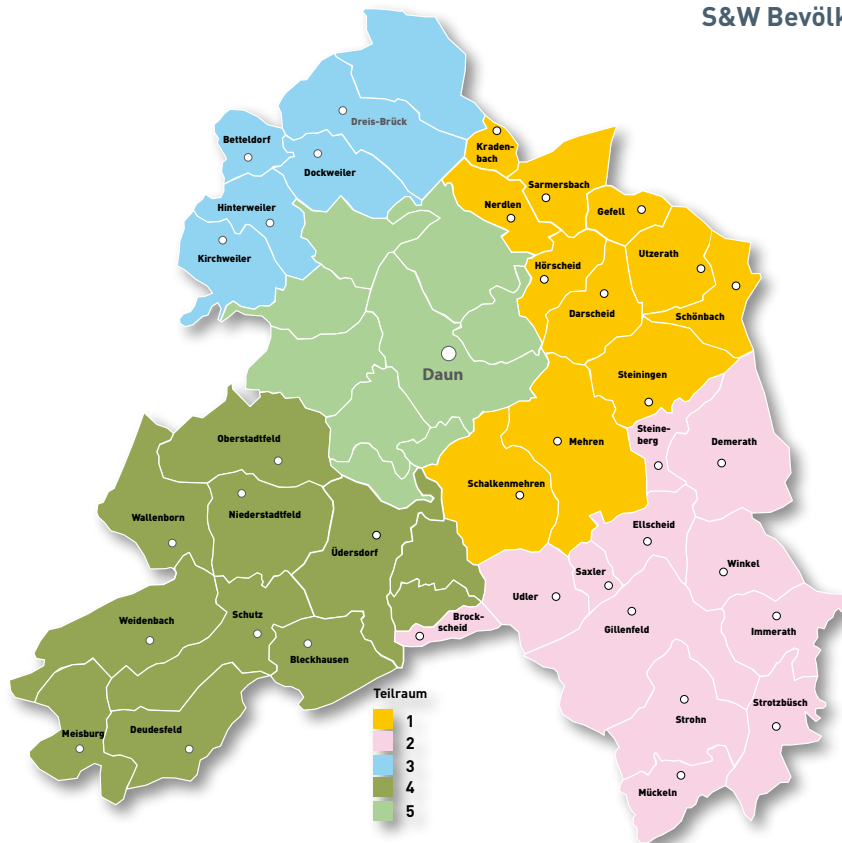 S&W Bevölk
Dreis-Brück
Betteldorf
Dockweiler
Kraden-
bach
Sarmersbach
Hinterweiler
Nerdlen
Gefell
Kirchweiler
Utzerath
Hörscheid
Darscheid
Schönbach
Daun
Steiningen
Oberstadtfeld
Mehren
Steine-
berg
Demerath
Schalkenmehren
Wallenborn
Niederstadtfeld
Ellscheid
Üdersdorf
Winkel
Saxler
Udler
Weidenbach
Schutz
Brock-
scheid
Gillenfeld
Immerath
Bleckhausen
Teilraum
1
2
3
4
5
Strotzbüsch
Strohn
Meisburg
Deudesfeld
Mückeln